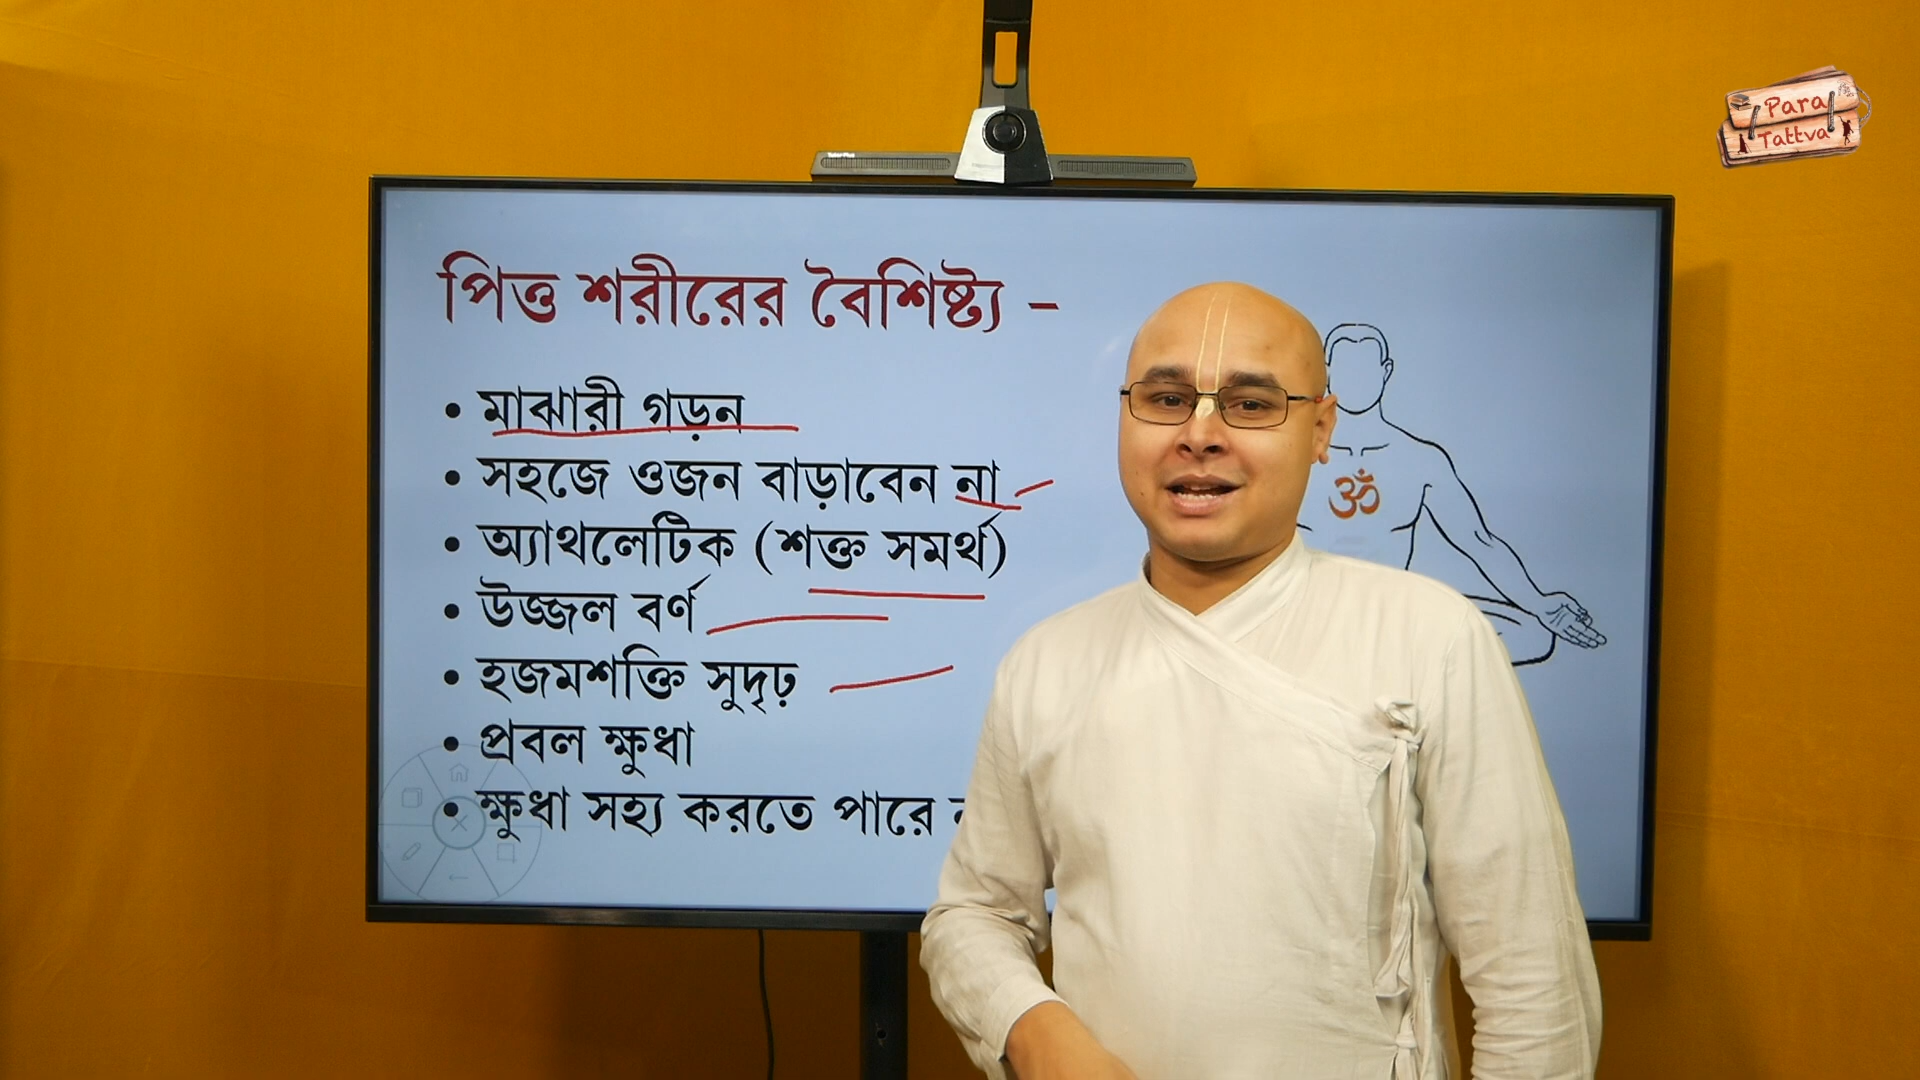 Para
Tattva
পিত্ত শরীরের বৈশিষ্ট্য –
• মাঝারী গড়ন
• সহজে ওজন বাড়াবেন না
• অ্যাথলেটিক (শক্ত সমর্থ)
• উজ্জল বর্ণ
• হজমশক্তি সুদৃঢ়
• প্রবল ক্ষুধা
• ক্ষুধা সহ্য করতে পারে
ॐ